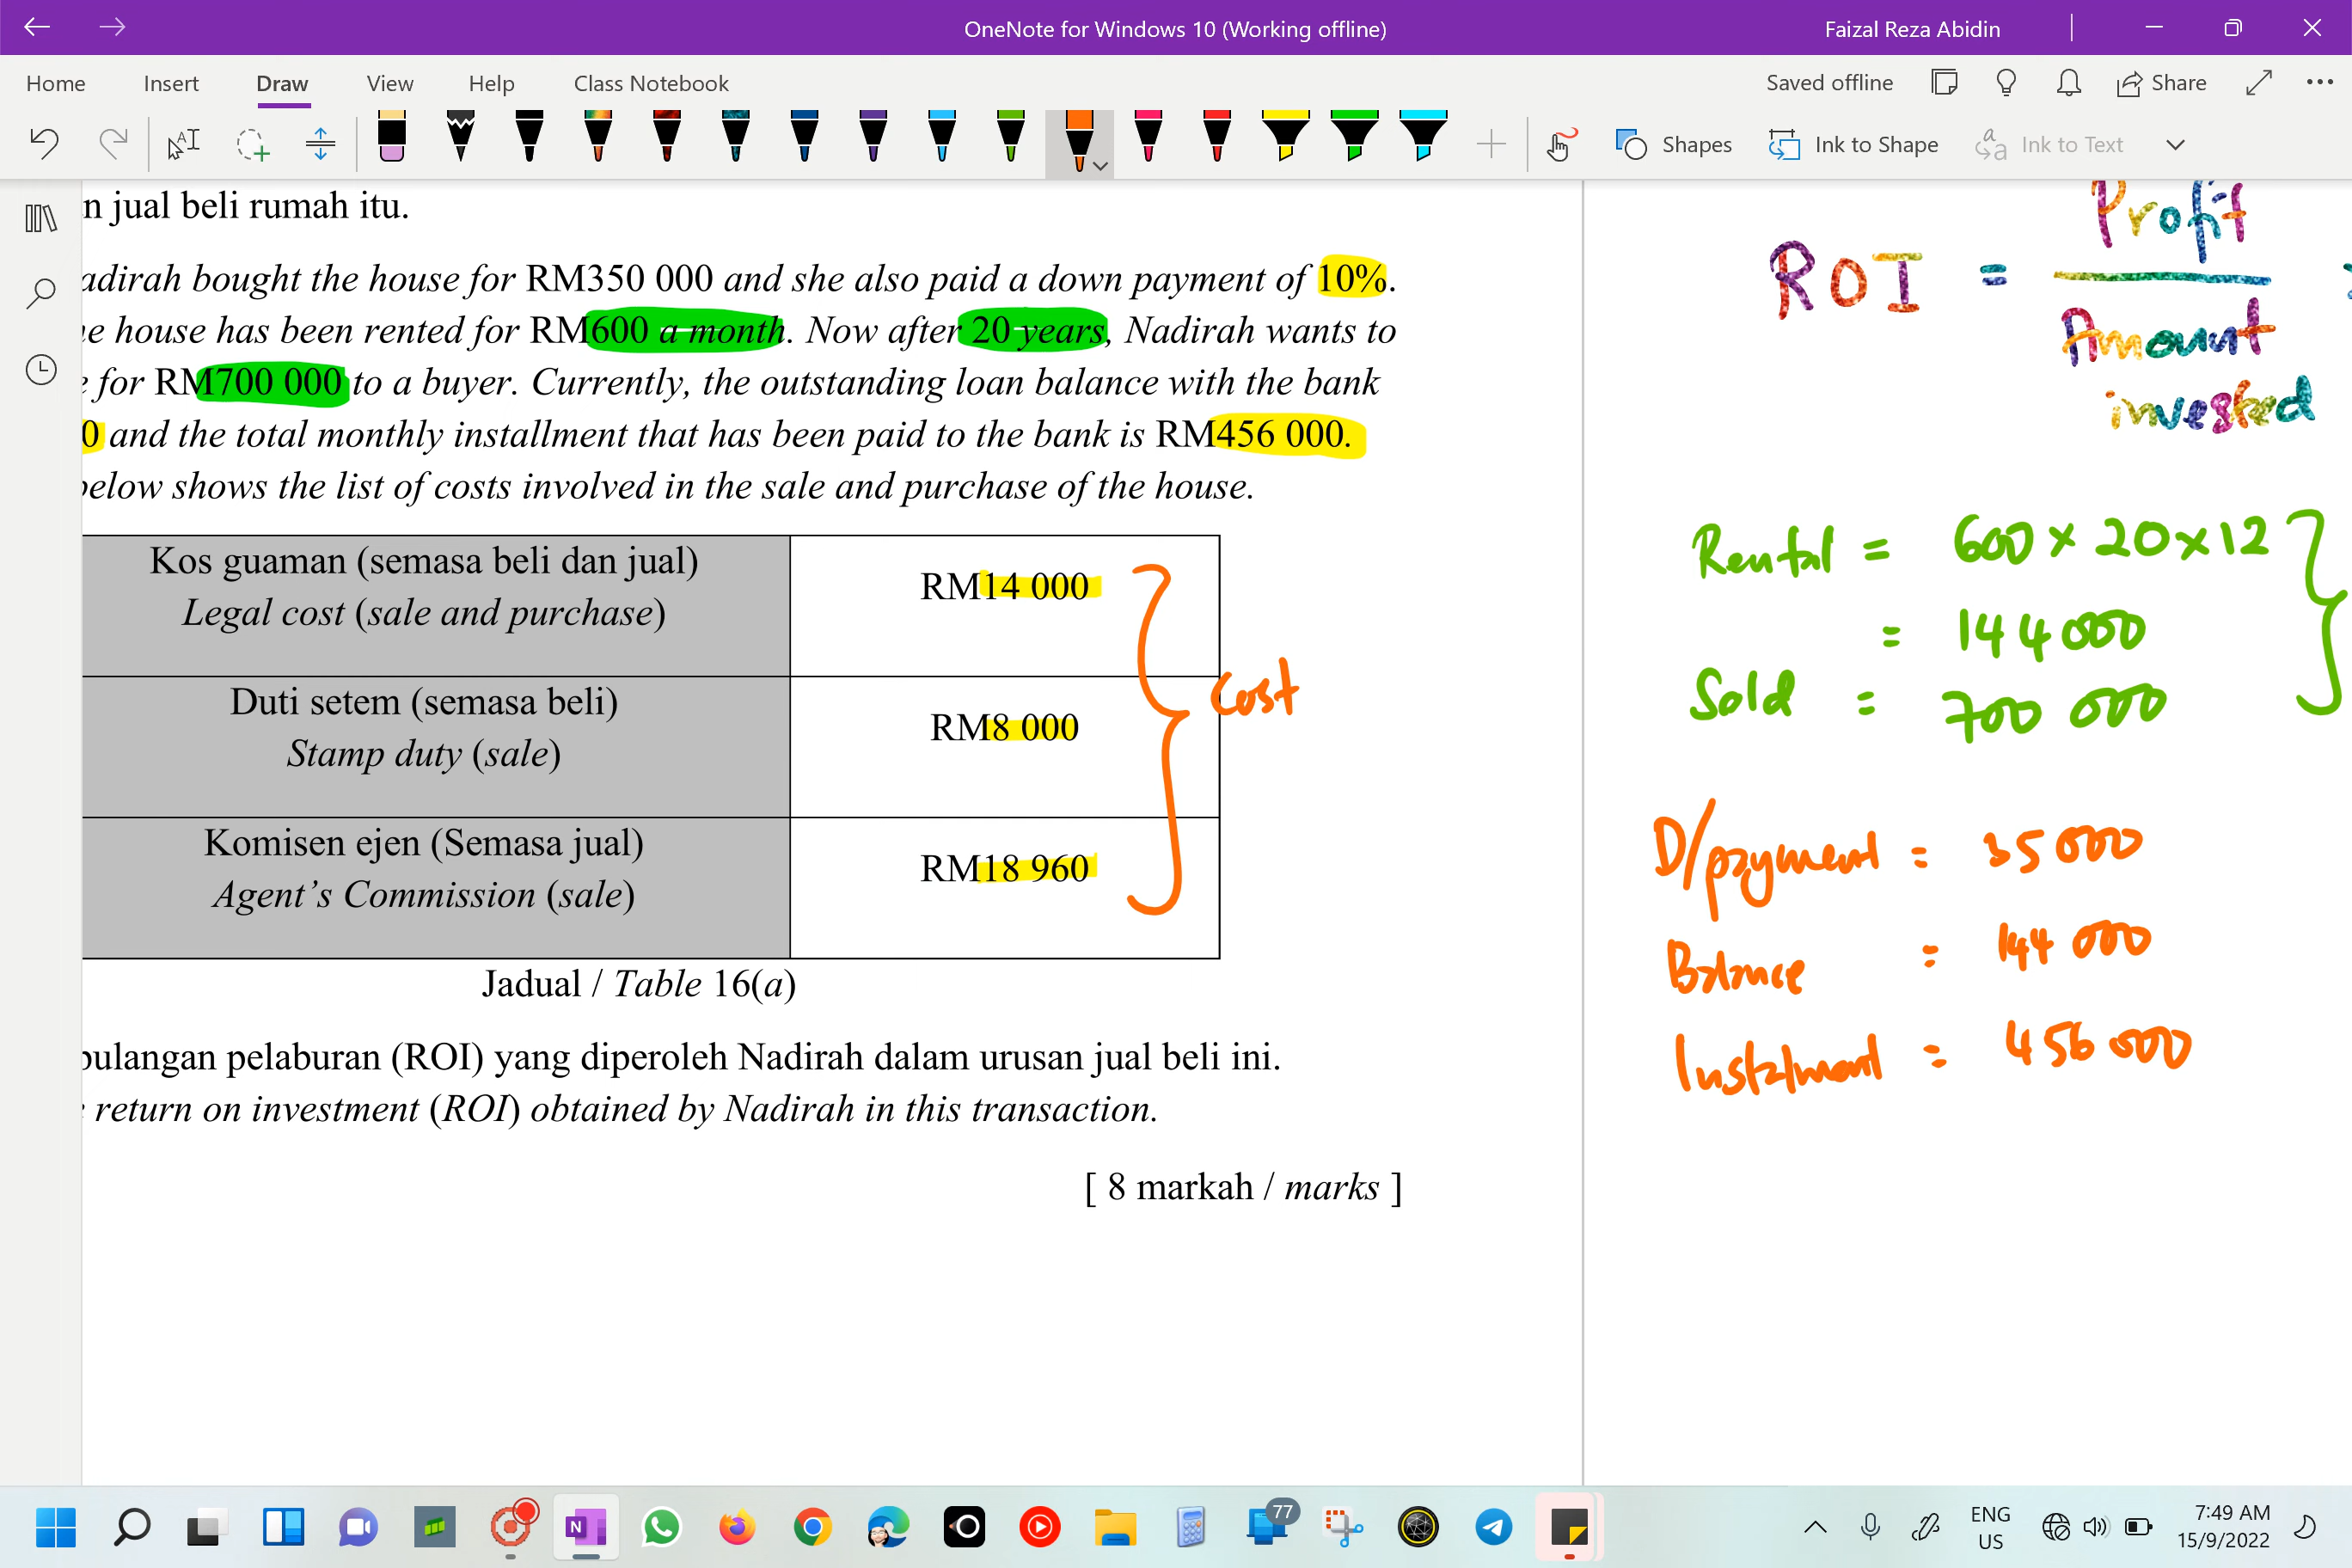 OneNote for Windows 10 (Working offline)
Faizal Reza Abidin
Home Insert Draw View Help Class Notebook
Saved offline
Share
Shapes
Ink to Shape
Ink to Text
n jual beli rumah itu.
adirah bought the house for RM350 000 and she also paid a down payment of 10%.
e house has been rented for RM600 a month. Now after 20 years, Nadirah wants to
for RM700 000 to a buyer. Currently, the outstanding loan balance with the bank
0 and the total monthly installment that has been paid to the bank is RM456 000.
below shows the list of costs involved in the sale and purchase of the house.
Kos guaman (semasa beli dan jual)
Legal cost (sale and purchase)
RM14 000
Duti setem (semasa beli)
Stamp duty (sale)
RM8 000
Komisen ejen (Semasa jual)
Agent's Commission (sale)
RM18 960
Cost
Jadual / Table 16(a)
pulangan pelaburan (ROI) yang diperoleh Nadirah dalam urusan jual beli ini.
return on investment (ROI) obtained by Nadirah in this transaction.
[ 8 markah / marks ]
ROI = Profit
Amount
invested
Rental = 600 × 20 × 12
= 144 000
Sold = 700 000
D/payment = 35 000
Balance = 144 000
Instalment = 456 000
77
ENG
US
7:49 AM
15/9/2022